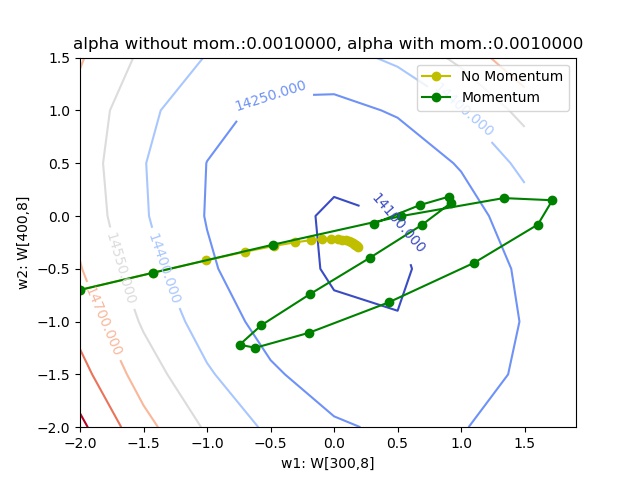 alpha without mom.:0.0010000, alpha with mom.:0.0010000
No Momentum
Momentum
w2: W[400,8]
1.5
1.0
0.5
0.0
−0.5
−1.0
−1.5
−2.0
14250.000
14100.000
14550.000
14400.000
14700.000
−2.0 −1.5 −1.0 −0.5 0.0 0.5 1.0 1.5
w1: W[300,8]